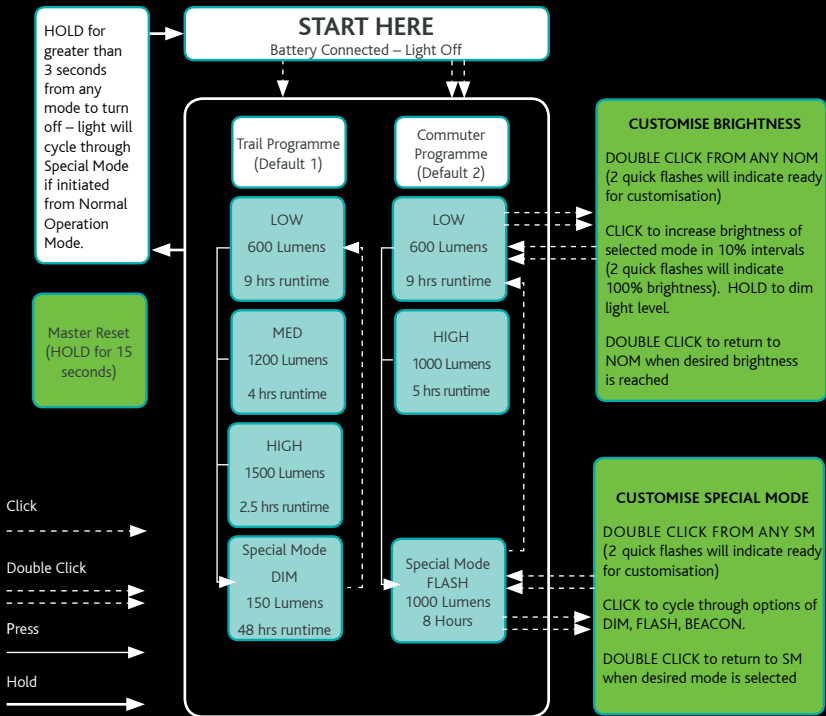 START HERE
Battery Connected – Light Off
HOLD for
greater than
3 seconds
from any
mode to turn
off – light will
cycle through
Special Mode
if initiated
from Normal
Operation
Mode.
Master Reset
(HOLD for 15
seconds)
Click
Double Click
Press
Hold
Trail Programme
(Default 1)
LOW
600 Lumens
9 hrs runtime
MED
1200 Lumens
4 hrs runtime
HIGH
1500 Lumens
2.5 hrs runtime
Special Mode
DIM
150 Lumens
48 hrs runtime
Commuter
Programme
(Default 2)
LOW
600 Lumens
9 hrs runtime
HIGH
1000 Lumens
5 hrs runtime
Special Mode
FLASH
1000 Lumens
8 Hours
CUSTOMISE BRIGHTNESS
DOUBLE CLICK FROM ANY NOM
(2 quick flashes will indicate ready
for customisation)
CLICK to increase brightness of
selected mode in 10% intervals
(2 quick flashes will indicate
100% brightness). HOLD to dim
light level.
DOUBLE CLICK to return to
NOM when desired brightness
is reached
CUSTOMISE SPECIAL MODE
DOUBLE CLICK FROM ANY SM
(2 quick flashes will indicate ready
for customisation)
CLICK to cycle through options of
DIM, FLASH, BEACON.
DOUBLE CLICK to return to SM
when desired mode is selected